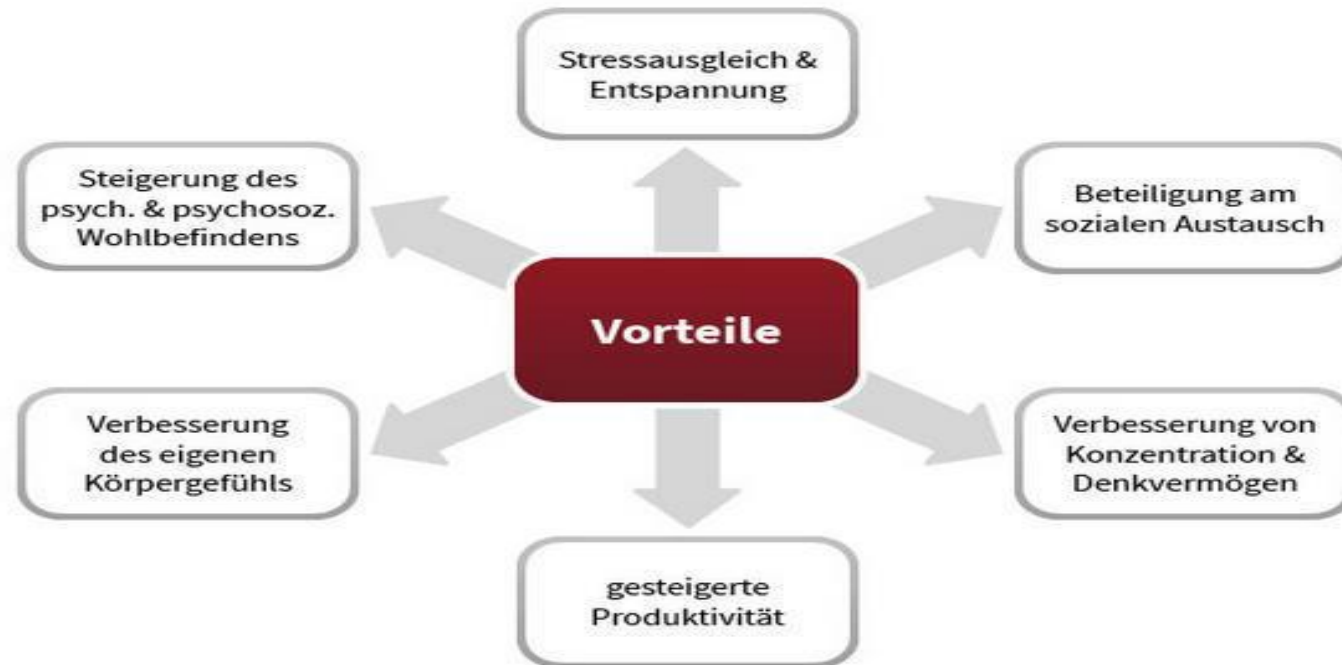 Stressausgleich &
Entspannung
Steigerung des
psych. & psychosoz.
Wohlbefindens
Beteiligung am
sozialen Austausch
Vorteile
Verbesserung
des eigenen
Körpergefühls
Verbesserung von
Konzentration &
Denkvermögen
gesteigerte
Produktivität